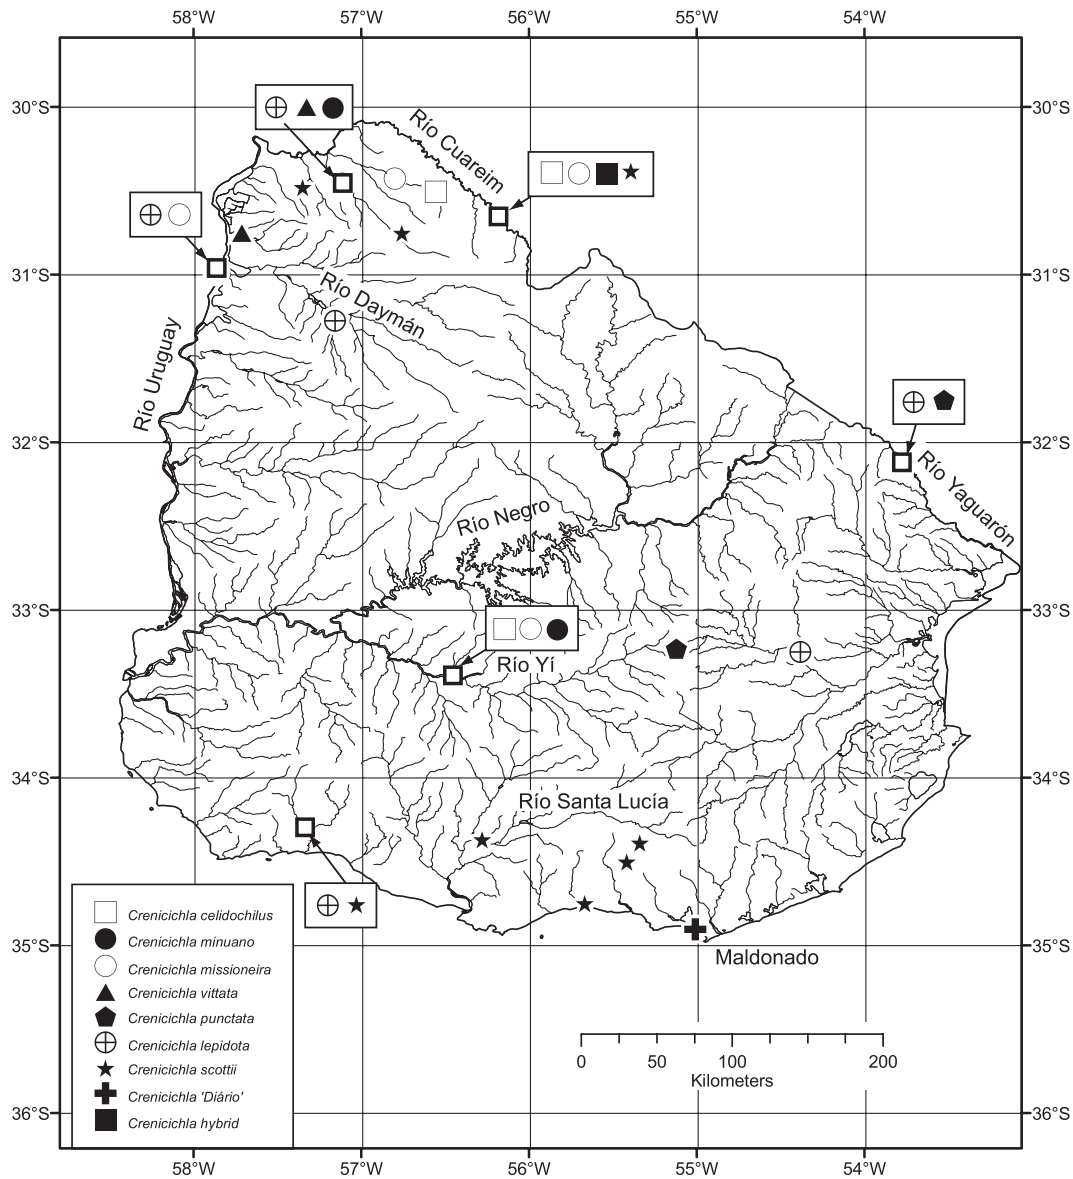 58°W 57°W 56°W 55°W 54°W
30°S 30°S
Río Cuareim
31°S 31°S
Río Daymán
Río Uruguay
32°S 32°S
Río Yaguarón
Río Negro
33°S 33°S
Río Yí
34°S 34°S
Río Santa Lucía
Crenicichla celidochilus
Crenicichla minuano
35°S 35°S
Maldonado
Crenicichla missioneira
Crenicichla vittata
Crenicichla punctata
Crenicichla lepidota
0 50 100 200
Kilometers
Crenicichla scottii
Crenicichla 'Diário'
Crenicichla hybrid
36°S 36°S
58°W 57°W 56°W 55°W 54°W